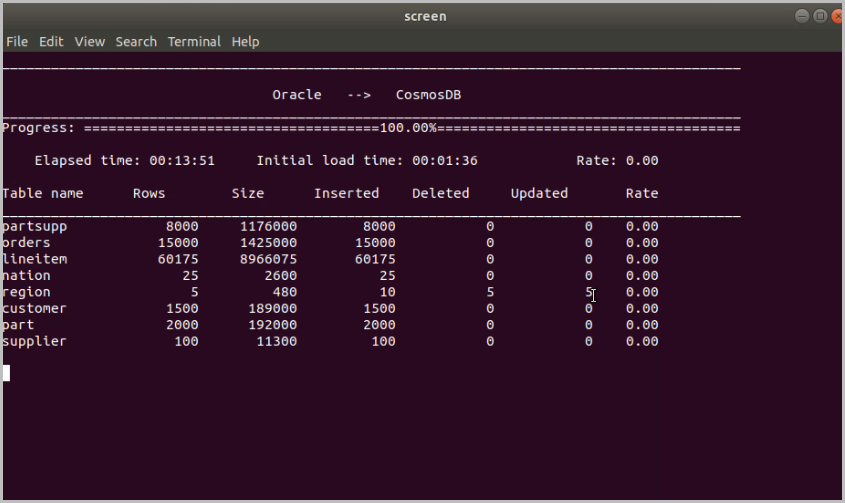 screen
File Edit View Search Terminal Help
Oracle --> CosmosDB
Progress: ====================================100.00%=====================================
Elapsed time: 00:13:51 Initial load time: 00:01:36 Rate: 0.00
Table name Rows Size Inserted Deleted Updated Rate
partsupp 8000 1176000 8000 0 0 0.00
orders 15000 1425000 15000 0 0 0.00
lineitem 60175 8966075 60175 0 0 0.00
nation 25 2600 25 0 0 0.00
region 5 480 10 5 5 0.00
customer 1500 189000 1500 0 0 0.00
part 2000 192000 2000 0 0 0.00
supplier 100 11300 100 0 0 0.00